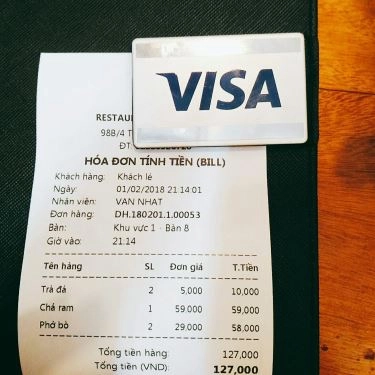 VISA
RESTAU
98B/4 T
ĐT
HÓA ĐƠN TÍNH TIỀN (BILL)
Khách hàng: Khách lẻ
Ngày: 01/02/2018 21:14:01
Nhân viên: VAN NHAT
Đơn hàng: DH.180201.1.00053
Bàn: Khu vực 1 - Bàn 8
Giờ vào: 21:14
Tên hàng SL Đơn giá T.Tiền
Trà đá 2 5,000 10,000
Chả ram 1 59,000 59,000
Phở bò 2 29,000 58,000
Tổng tiền hàng: 127,000
Tổng tiền (VND): 127,000